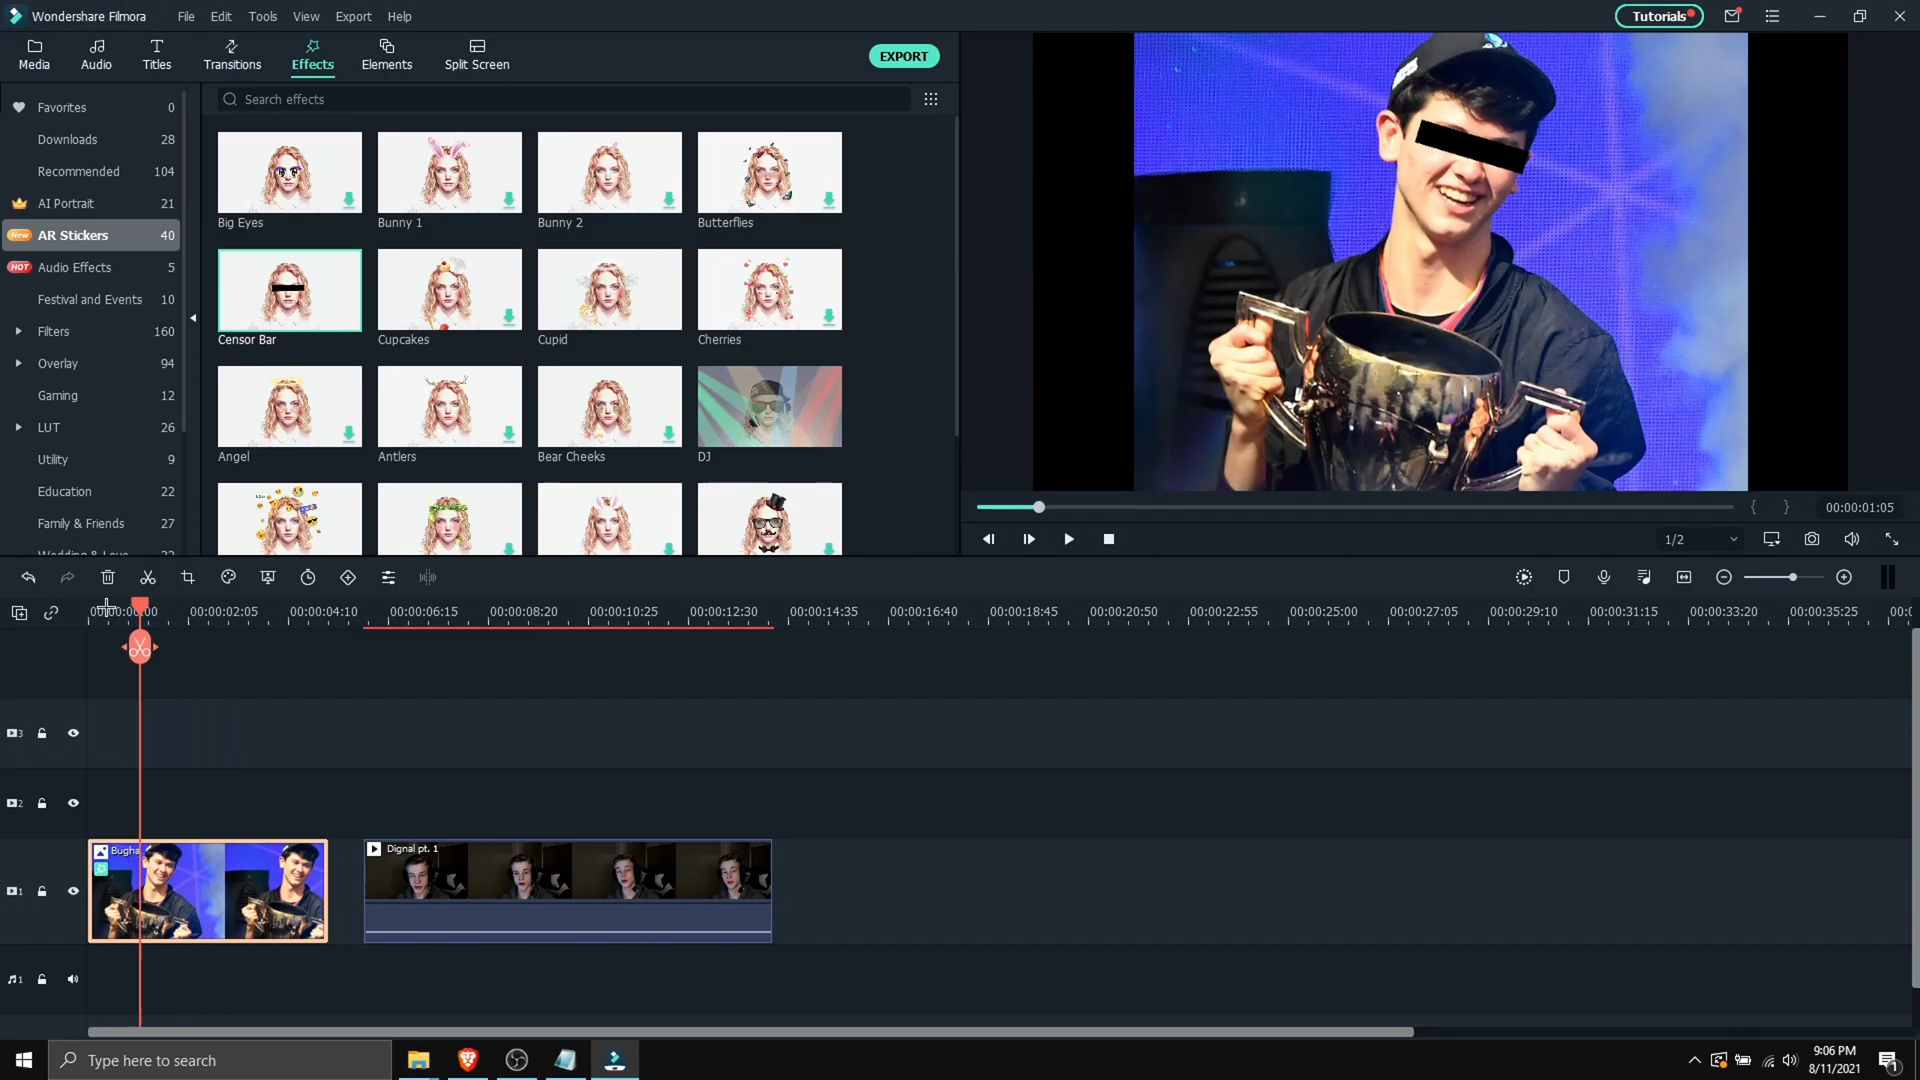 Wondershare Filmora File Edit Tools View Export Help Tutorials
Media Audio Titles Transitions Effects Elements Split Screen EXPORT
Search effects
Favorites 0
Downloads 28
Recommended 104
AI Portrait 21
New AR Stickers 40
HOT Audio Effects 5
Festival and Events 10
Filters 160
Overlay 94
Gaming 12
LUT 26
Utility 9
Education 22
Family & Friends 27
Big Eyes Bunny 1 Bunny 2 Butterflies
Censor Bar Cupcakes Cupid Cherries
Angel Antlers Bear Cheeks DJ
00:00:01:05
1/2
00:00:02:05 00:00:04:10 00:00:06:15 00:00:08:20 00:00:10:25 00:00:12:30 00:00:14:35 00:00:16:40 00:00:18:45 00:00:20:50 00:00:22:55 00:00:25:00 00:00:27:05 00:00:29:10 00:00:31:15 00:00:33:20 00:00:35:25
3
2
Bugha Dignal pt. 1
1
1
Type here to search
9:06 PM
8/11/2021
1